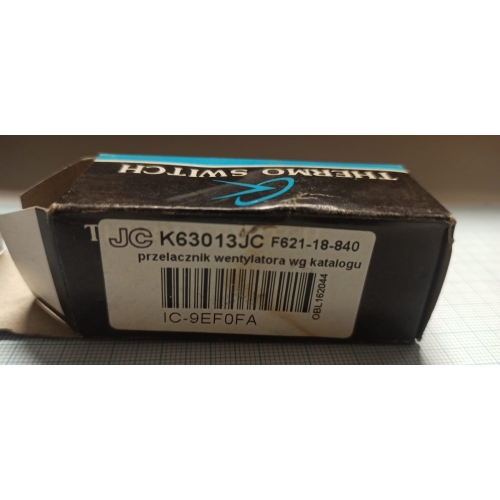 THERMO SWITCH
T
JC K63013JC F621-18-840
przelacznik wentylatora wg katalogu
IC-9EF0FA
OBL162044